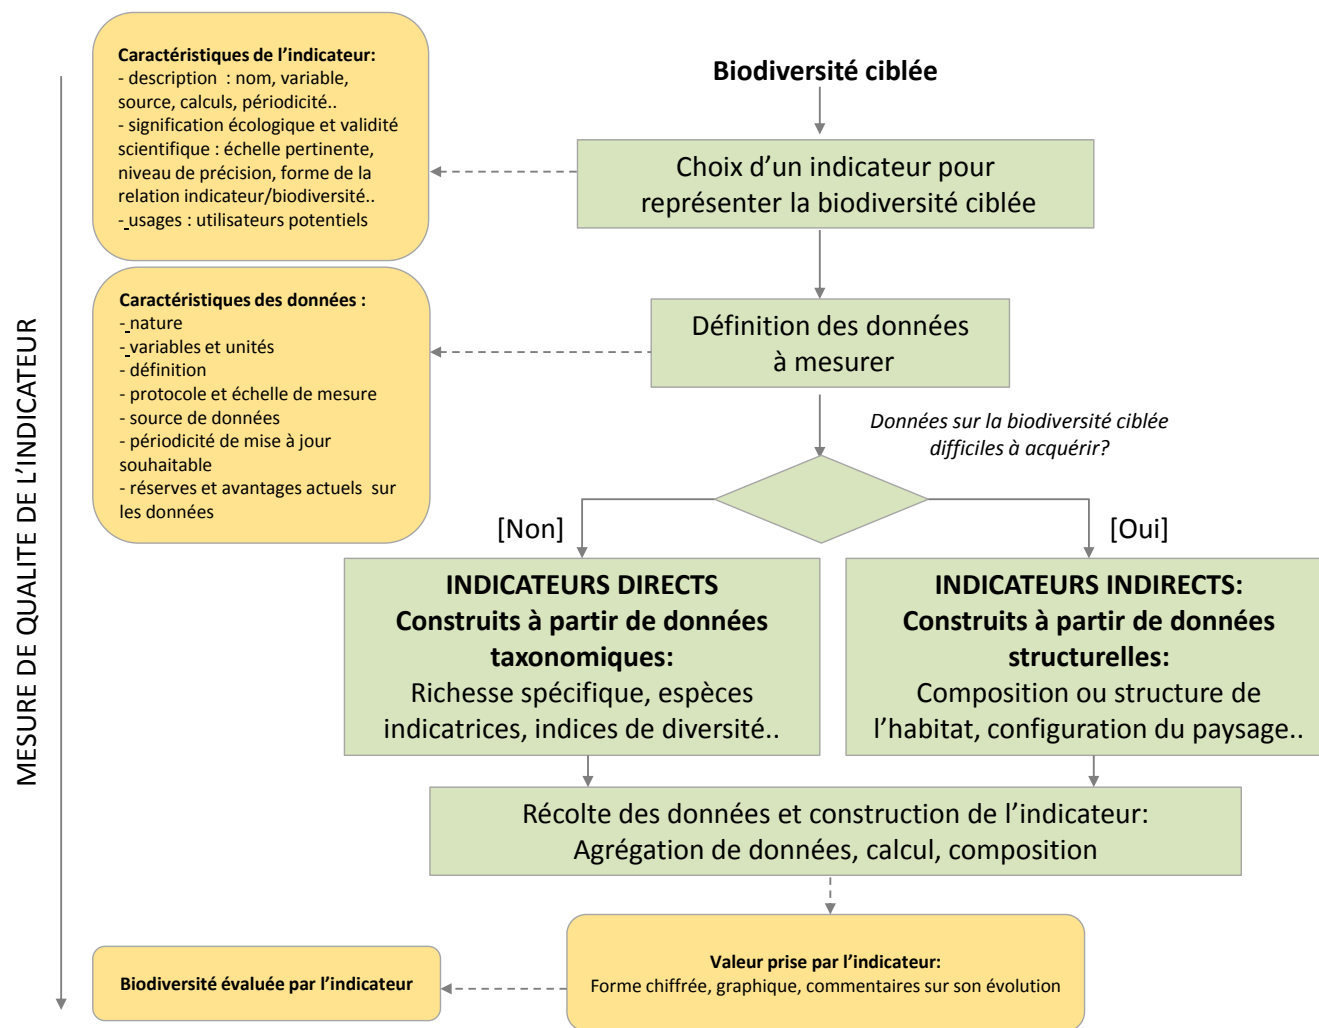 Caractéristiques de l'indicateur:
- description : nom, variable,
source, calculs, périodicité..
- signification écologique et validité
scientifique : échelle pertinente,
niveau de précision, forme de la
relation indicateur/biodiversité..
- usages : utilisateurs potentiels
Biodiversité ciblée
Choix d'un indicateur pour
représenter la biodiversité ciblée
Caractéristiques des données :
- nature
- variables et unités
- définition
- protocole et échelle de mesure
- source de données
- périodicité de mise à jour
souhaitable
- réserves et avantages actuels sur
les données
Définition des données
à mesurer
Données sur la biodiversité ciblée
difficiles à acquérir?
[Non]
[Oui]
INDICATEURS DIRECTS
Construits à partir de données
taxonomiques:
Richesse spécifique, espèces
indicatrices, indices de diversité..
INDICATEURS INDIRECTS:
Construits à partir de données
structurelles:
Composition ou structure de
l'habitat, configuration du paysage..
Récolte des données et construction de l'indicateur:
Agrégation de données, calcul, composition
Valeur prise par l'indicateur:
Forme chiffrée, graphique, commentaires sur son évolution
Biodiversité évaluée par l'indicateur
MESURE DE QUALITE DE L'INDICATEUR